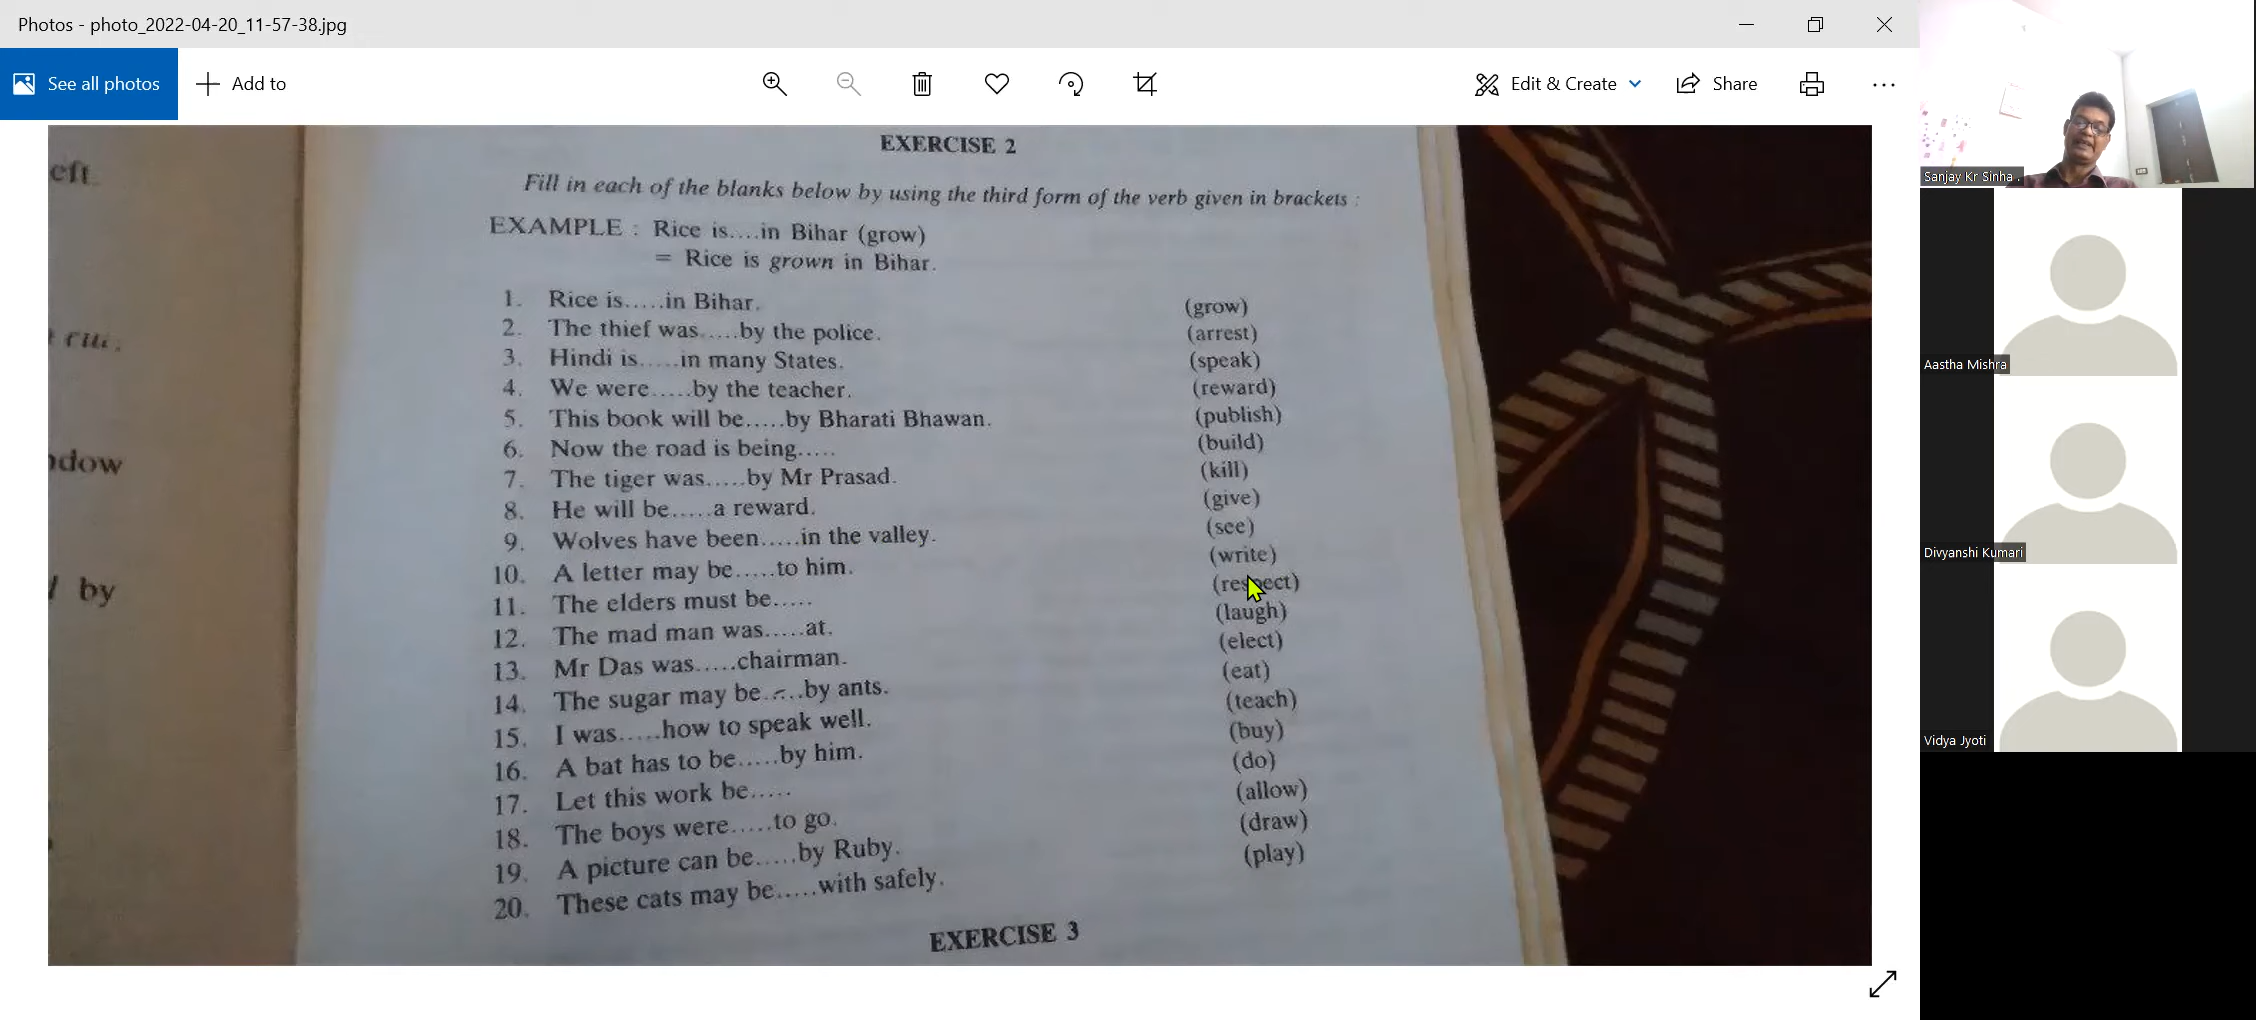 Photos - photo_2022-04-20_11-57-38.jpg
See all photos
Add to
Edit & Create
Share
EXERCISE 2
Fill in each of the blanks below by using the third form of the verb given in brackets :
EXAMPLE : Rice is....in Bihar (grow)
= Rice is grown in Bihar.
1. Rice is.....in Bihar. (grow)
2. The thief was.....by the police. (arrest)
3. Hindi is.....in many States. (speak)
4. We were.....by the teacher. (reward)
5. This book will be.....by Bharati Bhawan. (publish)
6. Now the road is being..... (build)
7. The tiger was.....by Mr Prasad. (kill)
8. He will be.....a reward. (give)
9. Wolves have been.....in the valley. (see)
10. A letter may be.....to him. (write)
11. The elders must be..... (respect)
12. The mad man was.....at. (laugh)
13. Mr Das was.....chairman. (elect)
14. The sugar may be.....by ants. (eat)
15. I was.....how to speak well. (teach)
16. A bat has to be.....by him. (buy)
17. Let this work be..... (do)
18. The boys were.....to go. (allow)
19. A picture can be.....by Ruby. (draw)
20. These cats may be.....with safely. (play)
EXERCISE 3
eft.
dow
by
Sanjay Kr Sinha .
Aastha Mishra
Divyanshi Kumari
Vidya Jyoti